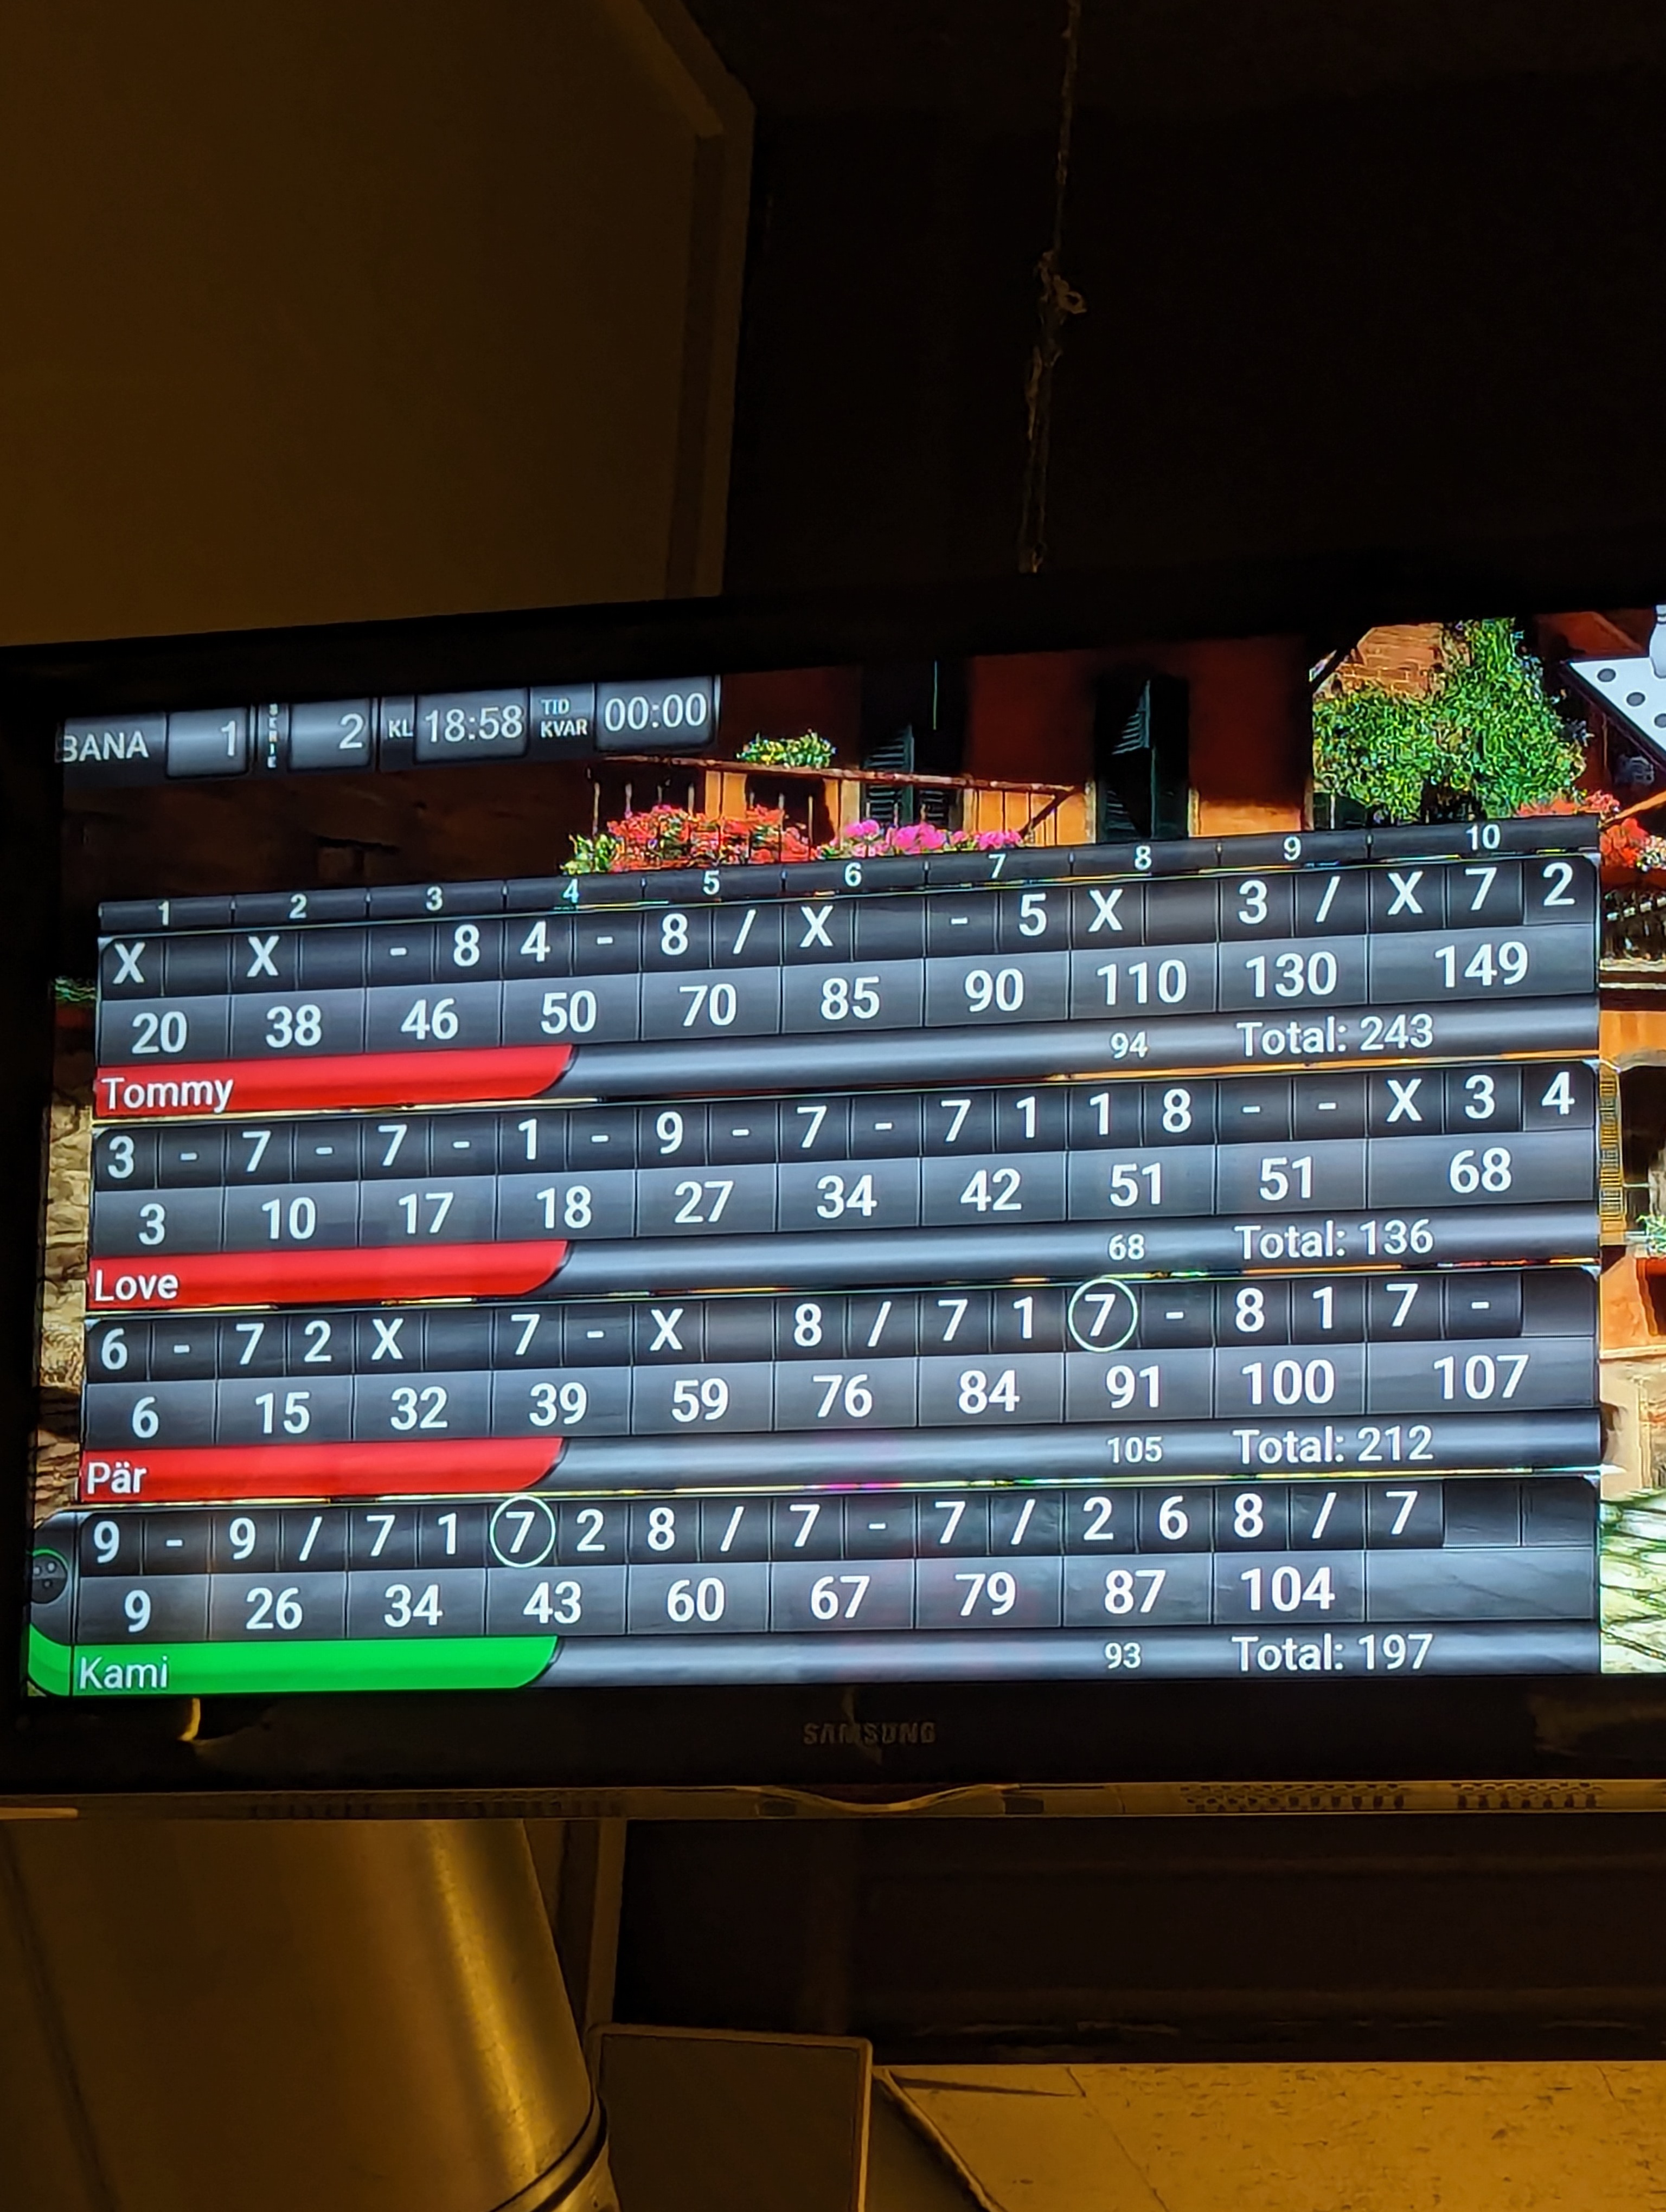 BANA 1 SERIE 2 KL 18:58 TID KVAR 00:00
1 2 3 4 5 6 7 8 9 10
X X - 8 4 - 8 / X - 5 X 3 / X 7 2
20 38 46 50 70 85 90 110 130 149
Tommy 94 Total: 243
3 - 7 - 7 - 1 - 9 - 7 - 7 1 1 8 - - X 3 4
3 10 17 18 27 34 42 51 51 68
Love 68 Total: 136
6 - 7 2 X 7 - X 8 / 7 1 7 - 8 1 7 -
6 15 32 39 59 76 84 91 100 107
Pär 105 Total: 212
9 - 9 / 7 1 7 2 8 / 7 - 7 / 2 6 8 / 7
9 26 34 43 60 67 79 87 104
Kami 93 Total: 197
SAMSUNG